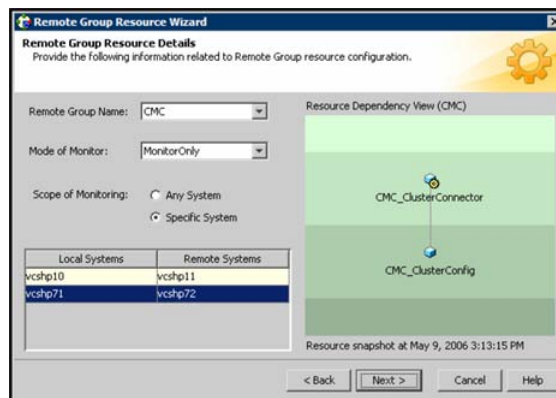 Remote Group Resource Wizard
Remote Group Resource Details
Provide the following information related to Remote Group resource configuration.
Remote Group Name: CMC
Mode of Monitor: MonitorOnly
Scope of Monitoring: Any System
Specific System
Local Systems Remote Systems
vcshp10 vcshp11
vcshp71 vcshp72
Resource Dependency View (CMC)
CMC_ClusterConnector
CMC_ClusterConfig
Resource snapshot at May 9, 2006 3:13:15 PM
< Back Next > Cancel Help